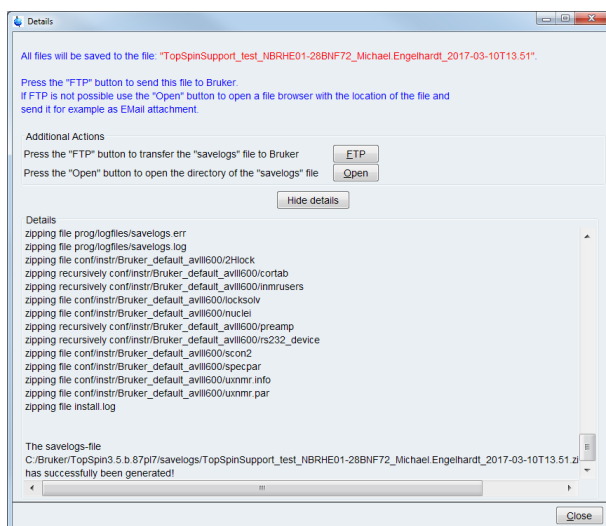 Details
All files will be saved to the file: "TopSpinSupport_test_NBRHE01-28BNF72_Michael.Engelhardt_2017-03-10T13.51".
Press the "FTP" button to send this file to Bruker.
If FTP is not possible use the "Open" button to open a file browser with the location of the file and
send it for example as EMail attachment.
Additional Actions
Press the "FTP" button to transfer the "savelogs" file to Bruker
FTP
Press the "Open" button to open the directory of the "savelogs" file
Open
Hide details
Details
zipping file prog/logfiles/savelogs.err
zipping file prog/logfiles/savelogs.log
zipping file conf/instr/Bruker_default_avIII600/2Hlock
zipping recursively conf/instr/Bruker_default_avIII600/cortab
zipping recursively conf/instr/Bruker_default_avIII600/inmrusers
zipping file conf/instr/Bruker_default_avIII600/locksolv
zipping file conf/instr/Bruker_default_avIII600/nuclei
zipping recursively conf/instr/Bruker_default_avIII600/preamp
zipping recursively conf/instr/Bruker_default_avIII600/rs232_device
zipping file conf/instr/Bruker_default_avIII600/scon2
zipping file conf/instr/Bruker_default_avIII600/specpar
zipping file conf/instr/Bruker_default_avIII600/uxnmr.info
zipping file conf/instr/Bruker_default_avIII600/uxnmr.par
zipping file install.log
The savelogs-file
C:/Bruker/TopSpin3.5.b.87pl7/savelogs/TopSpinSupport_test_NBRHE01-28BNF72_Michael.Engelhardt_2017-03-10T13.51.zi
has successfully been generated!
Close